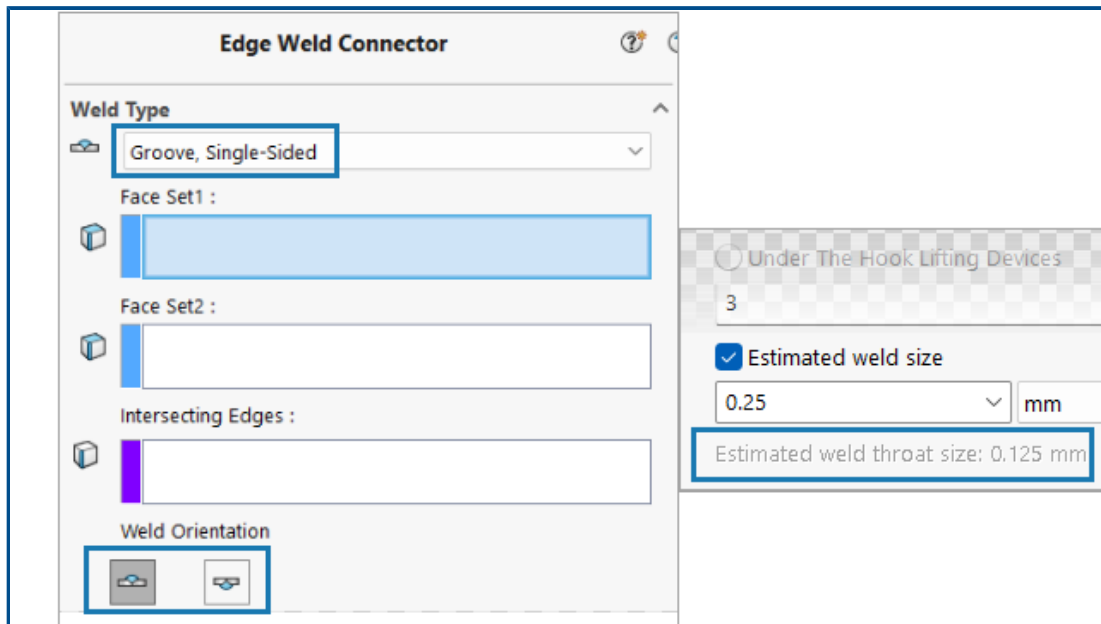 Edge Weld Connector
Weld Type
Groove, Single-Sided
Face Set1 :
Face Set2 :
Intersecting Edges :
Weld Orientation
Under The Hook Lifting Devices
3
Estimated weld size
0.25
mm
Estimated weld throat size: 0.125 mm